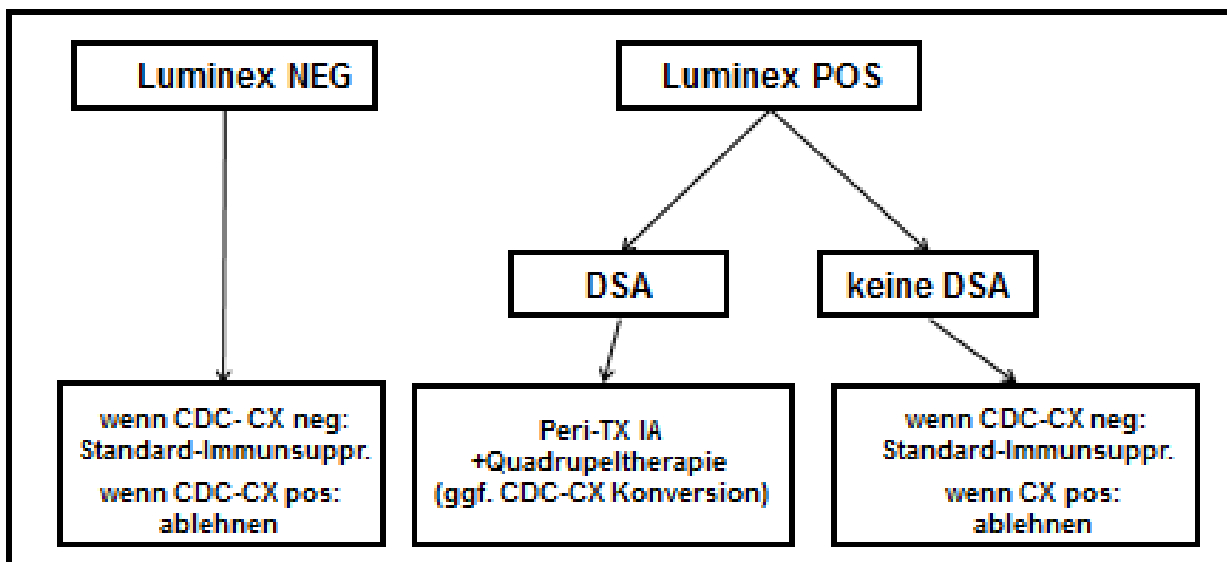 Luminex NEG
Luminex POS
DSA
keine DSA
wenn CDC- CX neg:
Standard-Immunsuppr.
wenn CDC-CX pos:
ablehnen
Peri-TX IA
+Quadrupeltherapie
(ggf. CDC-CX Konversion)
wenn CDC-CX neg:
Standard-Immunsuppr.
wenn CX pos:
ablehnen